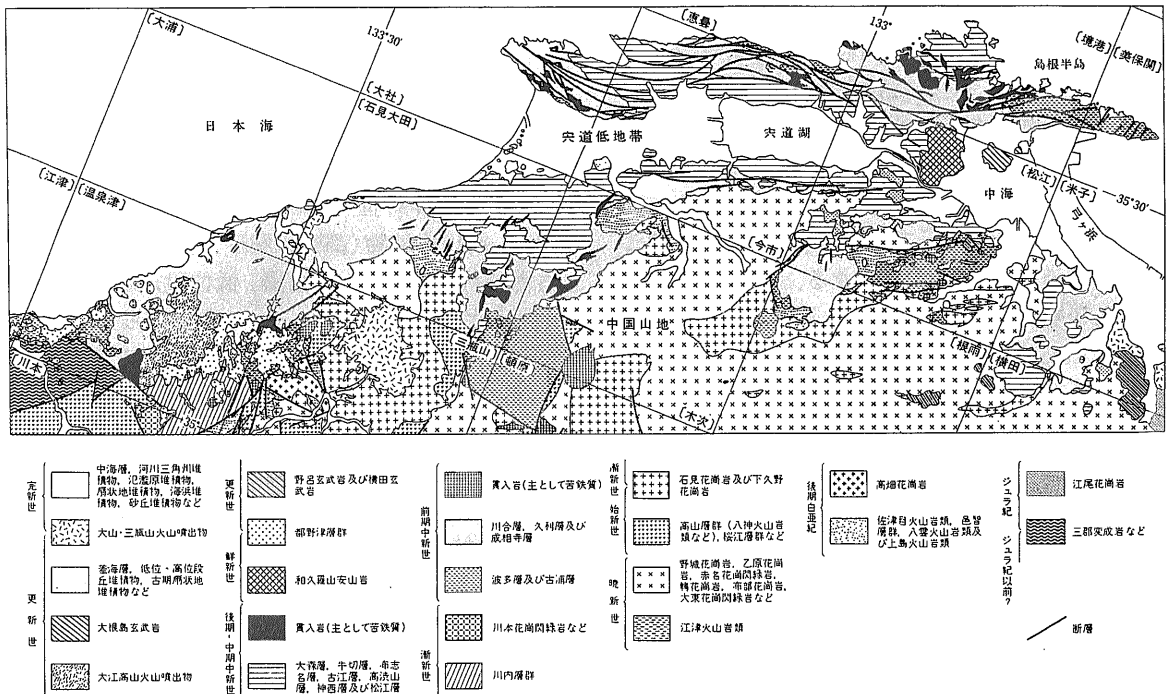 [大浦]
133°30′
[恵曇]
133°
[境港][美保関]
島根半島
[大社]
[石見大田]
日本海
宍道低地帯
宍道湖
[松江][米子]
中海
35°30′
弓ヶ浜
[江津][温泉津]
[今市]
中国山地
[三瓶山][頓原]
[根雨][横田]
[川本]
[木次]
完新世
中海層，河川三角州堆
積物，氾濫原堆積物，
扇状地堆積物，海浜堆
積物，砂丘堆積物など
大山・三瓶山火山噴出物
更新世
低位・高位段
丘堆積物，古期扇状地
堆積物など
大根島玄武岩
大江高山火山噴出物
更新世
野呂玄武岩及び横田玄
武岩
鮮新世
都野津層群
和久羅山安山岩
後期・中期中新世
貫入岩(主として苦鉄質)
大森層，牛切層，布志
名層，古江層，高渋山
層，神西層及び松江層
前期中新世
貫入岩(主として苦鉄質)
川合層，久利層及び
成相寺層
波多層及び古浦層
漸新世
川本花崗閃緑岩など
川内層群
漸新世
石見花崗岩及び下久野
花崗岩
始新世
高山層群(八神火山岩
類など)，桜江層群など
暁新世
野城花崗岩，乙原花崗
岩，赤名花崗閃緑岩，
鵜花崗岩，布部花崗岩，
大東花崗閃緑岩など
江津火山岩類
後期白亜紀
高畑花崗岩
佐津目火山岩類，邑智
層群，八雲火山岩類及
び上島火山岩類
ジュラ紀
江尾花崗岩
ジュラ紀以前？
三郡変成岩など
断層